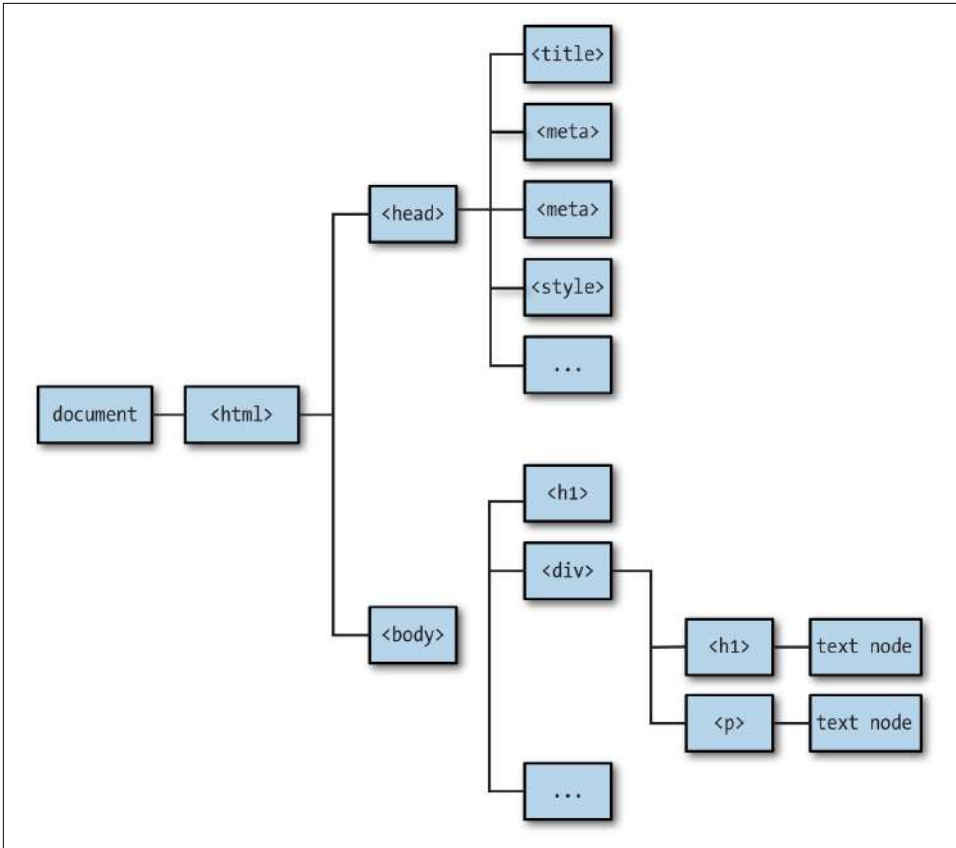 <title>
<meta>
<head>
<meta>
<style>
...
document
<html>
<h1>
<div>
<body>
<h1>
text node
<p>
text node
...